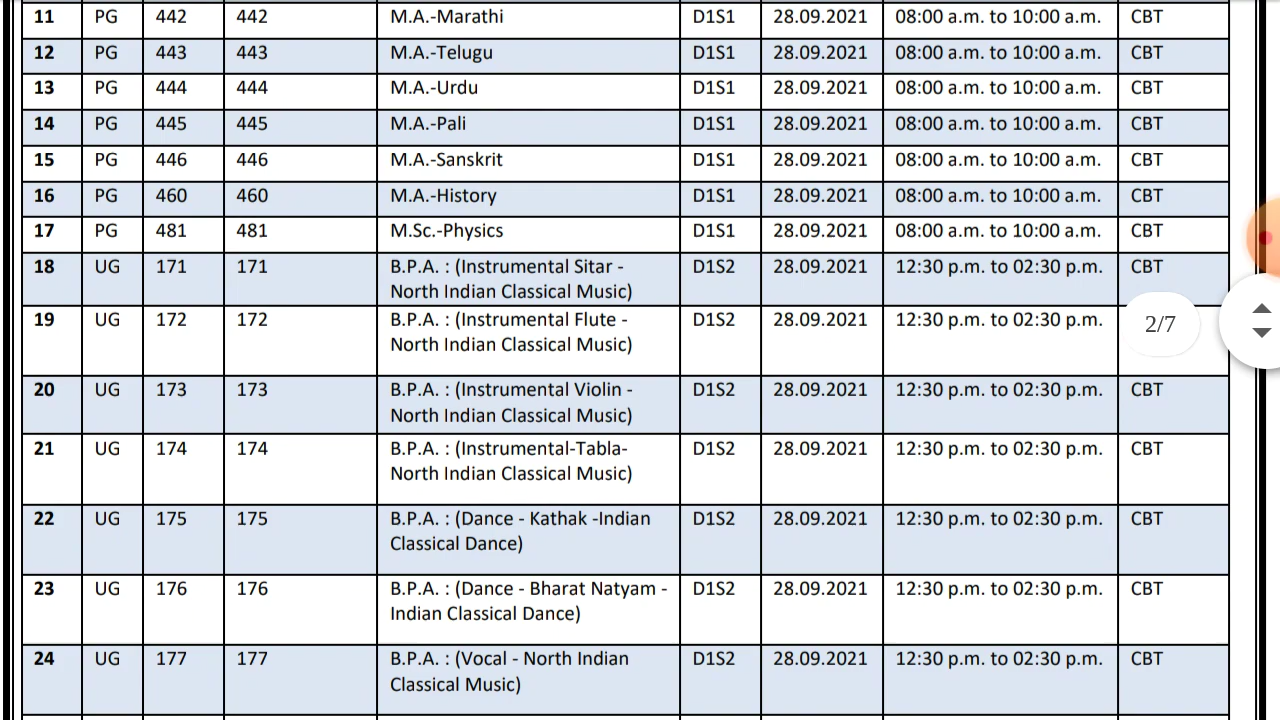 11 PG 442 442 M.A.-Marathi D1S1 28.09.2021 08:00 a.m. to 10:00 a.m. CBT
12 PG 443 443 M.A.-Telugu D1S1 28.09.2021 08:00 a.m. to 10:00 a.m. CBT
13 PG 444 444 M.A.-Urdu D1S1 28.09.2021 08:00 a.m. to 10:00 a.m. CBT
14 PG 445 445 M.A.-Pali D1S1 28.09.2021 08:00 a.m. to 10:00 a.m. CBT
15 PG 446 446 M.A.-Sanskrit D1S1 28.09.2021 08:00 a.m. to 10:00 a.m. CBT
16 PG 460 460 M.A.-History D1S1 28.09.2021 08:00 a.m. to 10:00 a.m. CBT
17 PG 481 481 M.Sc.-Physics D1S1 28.09.2021 08:00 a.m. to 10:00 a.m. CBT
18 UG 171 171 B.P.A. : (Instrumental Sitar - D1S2 28.09.2021 12:30 p.m. to 02:30 p.m. CBT
North Indian Classical Music)
19 UG 172 172 B.P.A. : (Instrumental Flute - D1S2 28.09.2021 12:30 p.m. to 02:30 p.m. 2/7
North Indian Classical Music)
20 UG 173 173 B.P.A. : (Instrumental Violin - D1S2 28.09.2021 12:30 p.m. to 02:30 p.m. CBT
North Indian Classical Music)
21 UG 174 174 B.P.A. : (Instrumental-Tabla- D1S2 28.09.2021 12:30 p.m. to 02:30 p.m. CBT
North Indian Classical Music)
22 UG 175 175 B.P.A. : (Dance - Kathak -Indian D1S2 28.09.2021 12:30 p.m. to 02:30 p.m. CBT
Classical Dance)
23 UG 176 176 B.P.A. : (Dance - Bharat Natyam - D1S2 28.09.2021 12:30 p.m. to 02:30 p.m. CBT
Indian Classical Dance)
24 UG 177 177 B.P.A. : (Vocal - North Indian D1S2 28.09.2021 12:30 p.m. to 02:30 p.m. CBT
Classical Music)